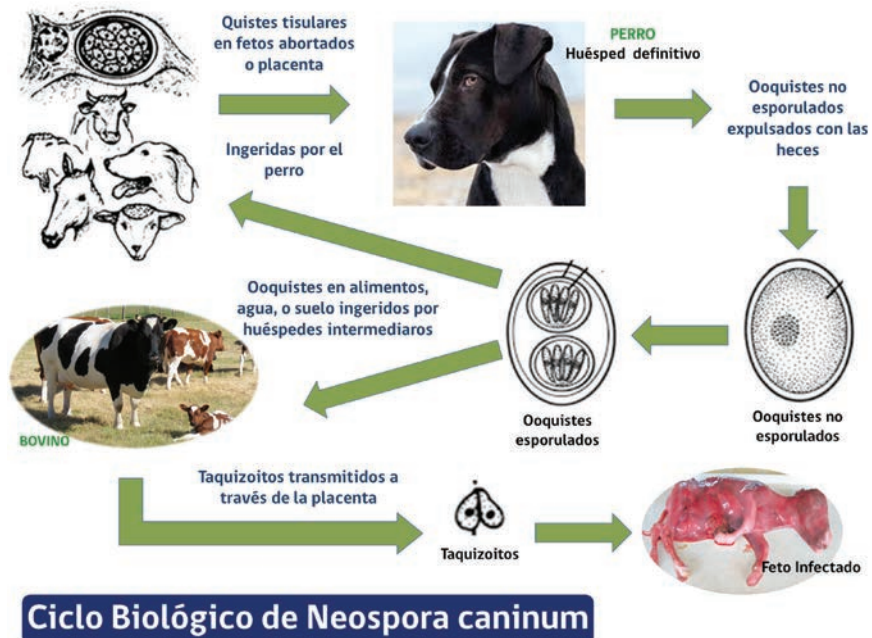 Quistes tisulares
en fetos abortados
o placenta
PERRO
Huésped definitivo
Ooquistes no
esporulados
expulsados con las
heces
Ingeridas por el
perro
Ooquistes en alimentos,
agua, o suelo ingeridos por
huéspedes intermediaros
BOVINO
Ooquistes
esporulados
Ooquistes no
esporulados
Taquizoitos transmitidos a
través de la placenta
Taquizoitos
Feto Infectado
Ciclo Biológico de Neospora caninum